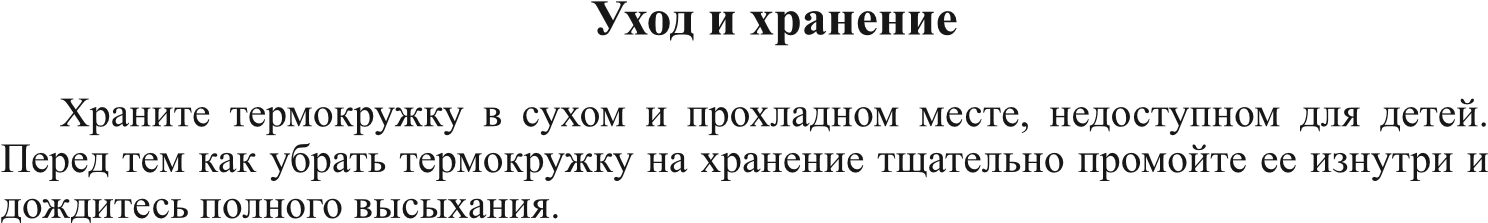 Уход и хранение
Храните термокружку в сухом и прохладном месте, недоступном для детей.
Перед тем как убрать термокружку на хранение тщательно промойте ее изнутри и
дождитесь полного высыхания.